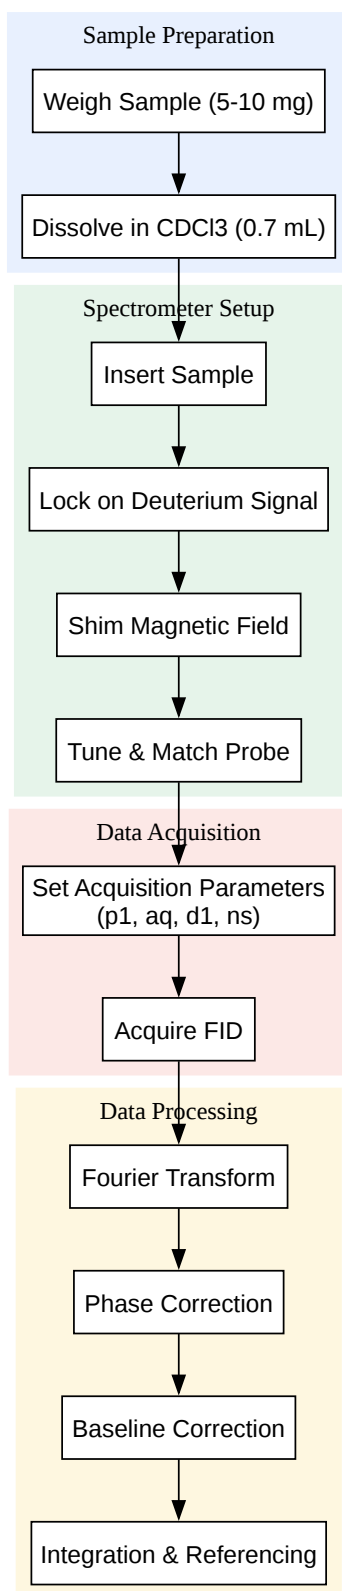 Sample Preparation
Weigh Sample (5-10 mg)
Dissolve in CDCl3 (0.7 mL)
Spectrometer Setup
Insert Sample
Lock on Deuterium Signal
Shim Magnetic Field
Tune & Match Probe
Data Acquisition
Set Acquisition Parameters
(p1, aq, d1, ns)
Acquire FID
Data Processing
Fourier Transform
Phase Correction
Baseline Correction
Integration & Referencing